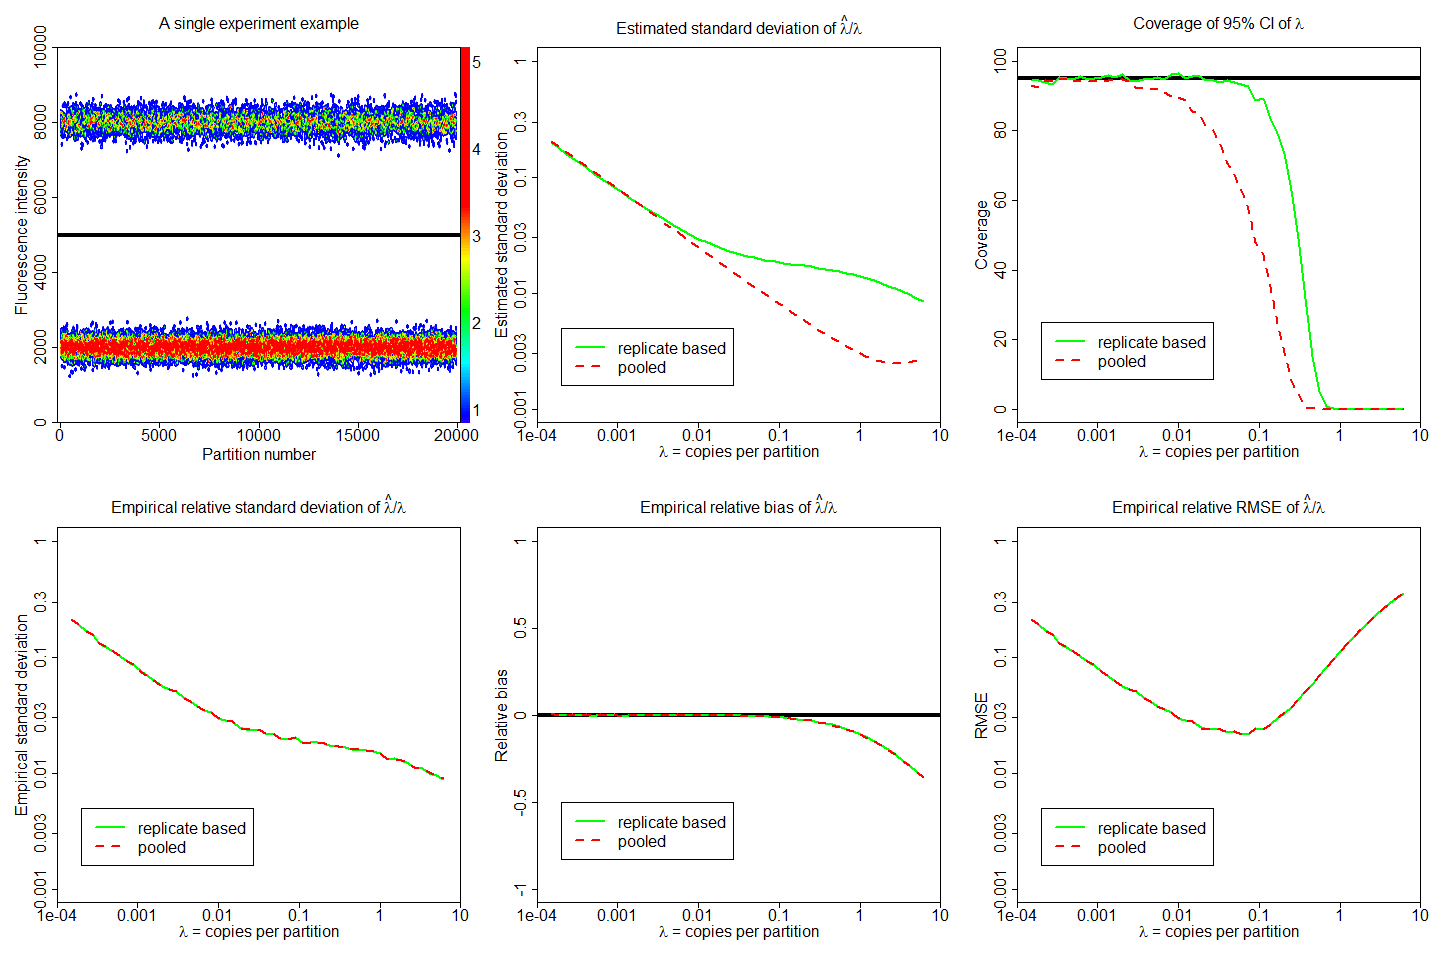 A single experiment example
Fluorescence intensity
0 2000 4000 6000 8000 10000
0 5000 10000 15000 20000
Partition number
1 2 3 4 5
Estimated standard deviation of λ̂/λ
Estimated standard deviation
0.001 0.003 0.01 0.03 0.1 0.3 1
replicate based
pooled
1e-04 0.001 0.01 0.1 1 10
λ = copies per partition
Coverage of 95% CI of λ
Coverage
0 20 40 60 80 100
replicate based
pooled
1e-04 0.001 0.01 0.1 1 10
λ = copies per partition
Empirical relative standard deviation of λ̂/λ
Empirical standard deviation
0.001 0.003 0.01 0.03 0.1 0.3 1
replicate based
pooled
1e-04 0.001 0.01 0.1 1 10
λ = copies per partition
Empirical relative bias of λ̂/λ
Relative bias
-1 -0.5 0 0.5 1
replicate based
pooled
1e-04 0.001 0.01 0.1 1 10
λ = copies per partition
Empirical relative RMSE of λ̂/λ
RMSE
0.001 0.003 0.01 0.03 0.1 0.3 1
replicate based
pooled
1e-04 0.001 0.01 0.1 1 10
λ = copies per partition